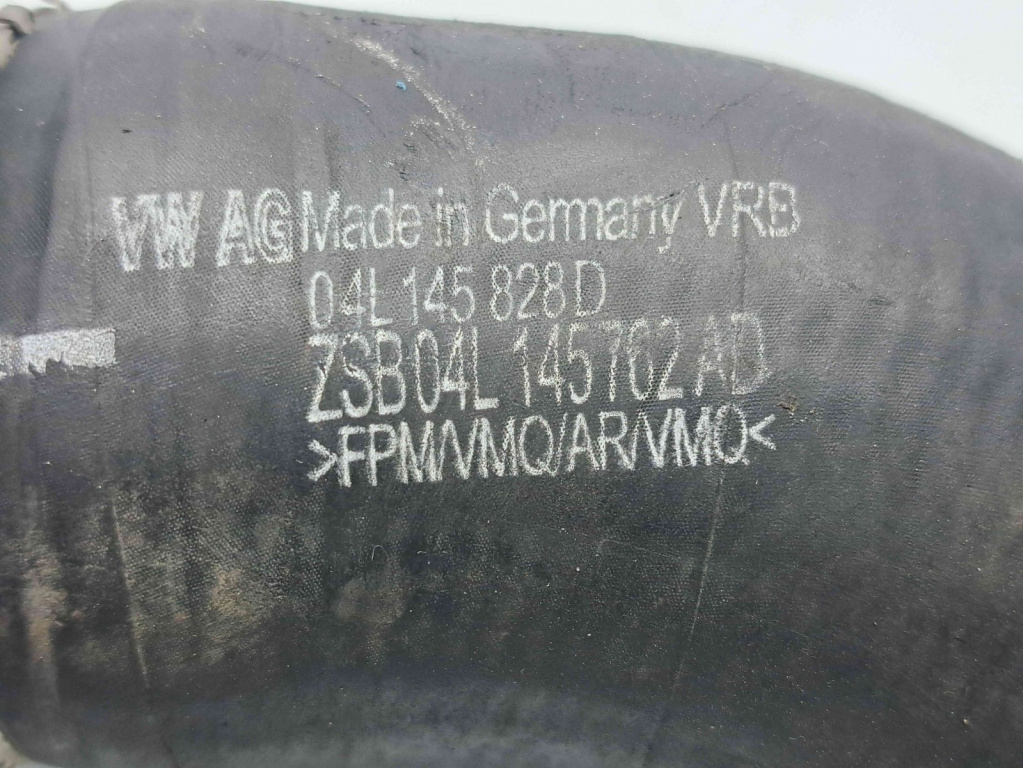 VW AG Made in Germany VRB
04L 145 828 D
ZSB 04L 145 762 AD
>FPM/VMQ/AR/VMQ<